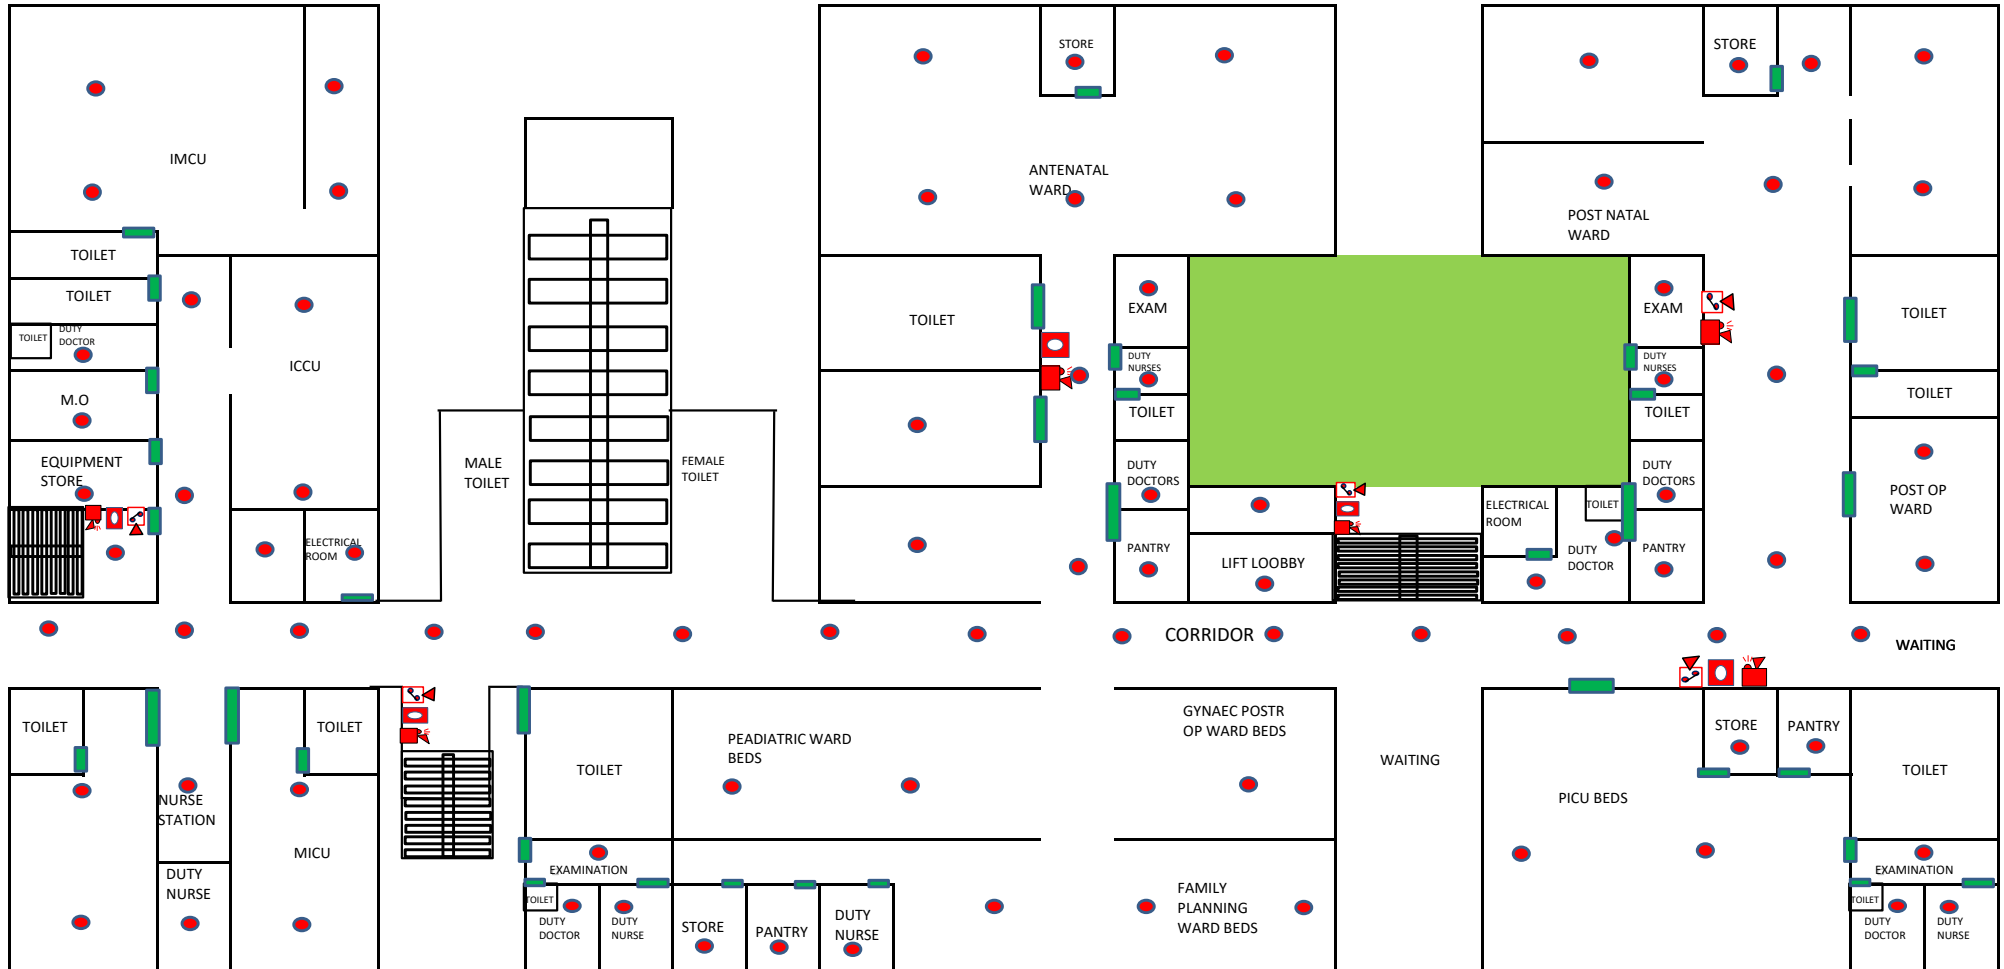 STORE
STORE
IMCU
ANTENATAL
WARD
POST NATAL
WARD
TOILET
TOILET
TOILET
DUTY
DOCTOR
M.O
EQUIPMENT
STORE
ICCU
ELECTRICAL
ROOM
MALE
TOILET
FEMALE
TOILET
TOILET
EXAM
DUTY
NURSES
TOILET
DUTY
DOCTORS
PANTRY
LIFT LOOBBY
ELECTRICAL
ROOM
TOILET
DUTY
DOCTOR
EXAM
DUTY
NURSES
TOILET
DUTY
DOCTORS
PANTRY
TOILET
TOILET
POST OP
WARD
CORRIDOR
WAITING
TOILET
NURSE
STATION
DUTY
NURSE
TOILET
MICU
TOILET
PEADIATRIC WARD
BEDS
EXAMINATION
TOILET
DUTY
DOCTOR
DUTY
NURSE
STORE
PANTRY
DUTY
NURSE
GYNAEC POSTR
OP WARD BEDS
FAMILY
PLANNING
WARD BEDS
WAITING
PICU BEDS
STORE
PANTRY
TOILET
EXAMINATION
TOILET
DUTY
DOCTOR
DUTY
NURSE